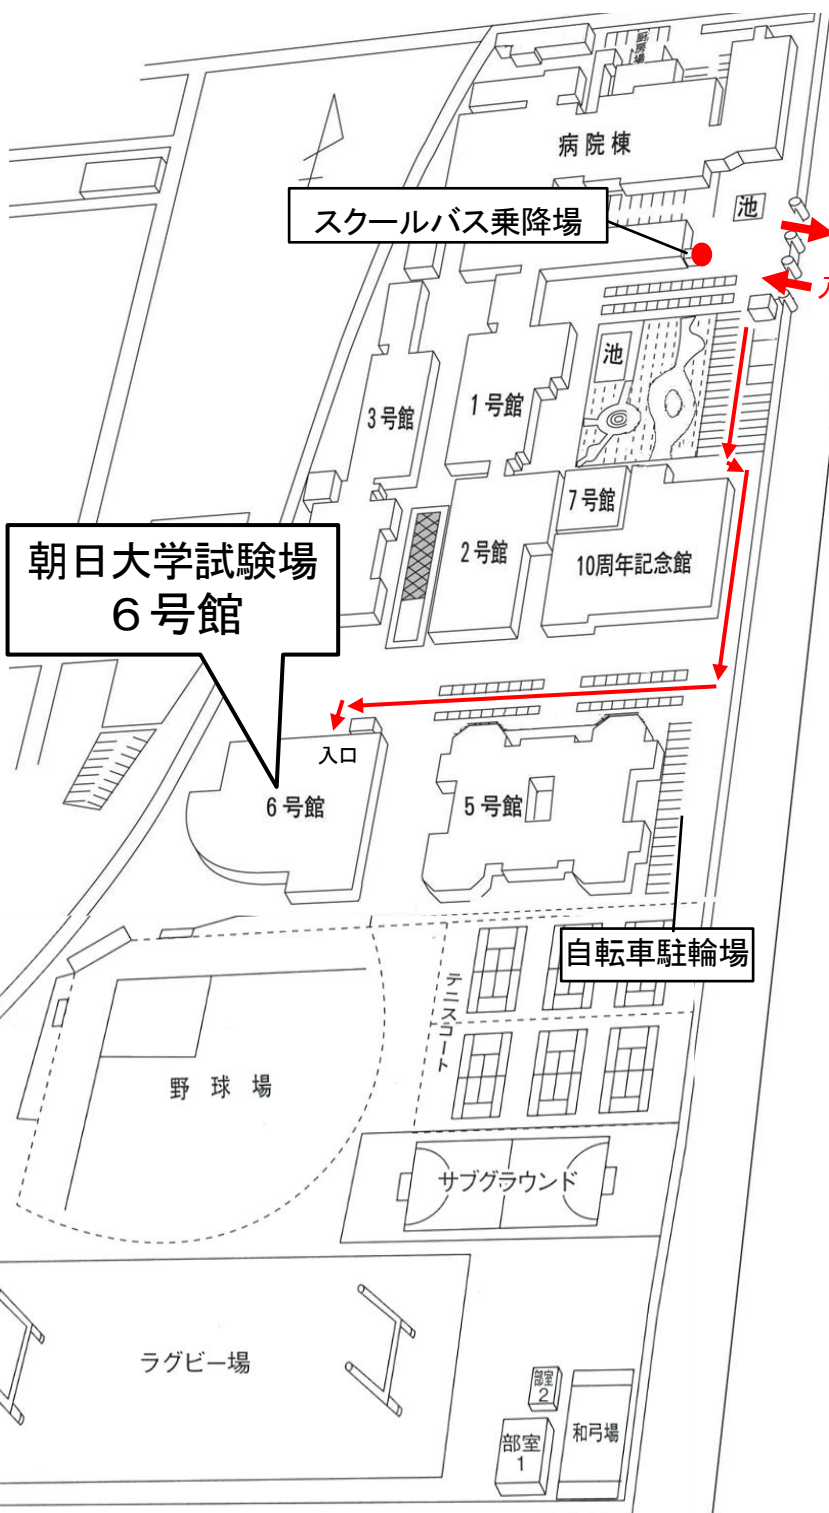 厨房場
病院棟
池
スクールバス乗降場
池
3号館
1号館
7号館
2号館
10周年記念館
朝日大学試験場
６号館
入口
6号館
5号館
自転車駐輪場
テニスコート
野球場
サブグラウンド
ラグビー場
部室
2
部室
1
和弓場